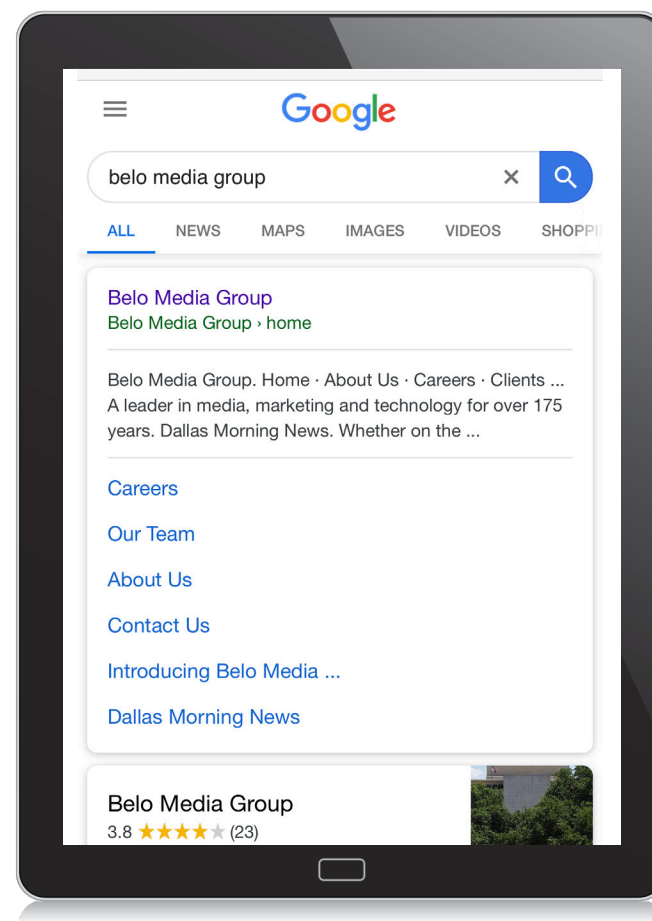 Google
belo media group
ALL NEWS MAPS IMAGES VIDEOS SHOPPI
Belo Media Group
Belo Media Group › home
Belo Media Group. Home · About Us · Careers · Clients ...
A leader in media, marketing and technology for over 175
years. Dallas Morning News. Whether on the ...
Careers
Our Team
About Us
Contact Us
Introducing Belo Media ...
Dallas Morning News
Belo Media Group
3.8 ★★★★★ (23)